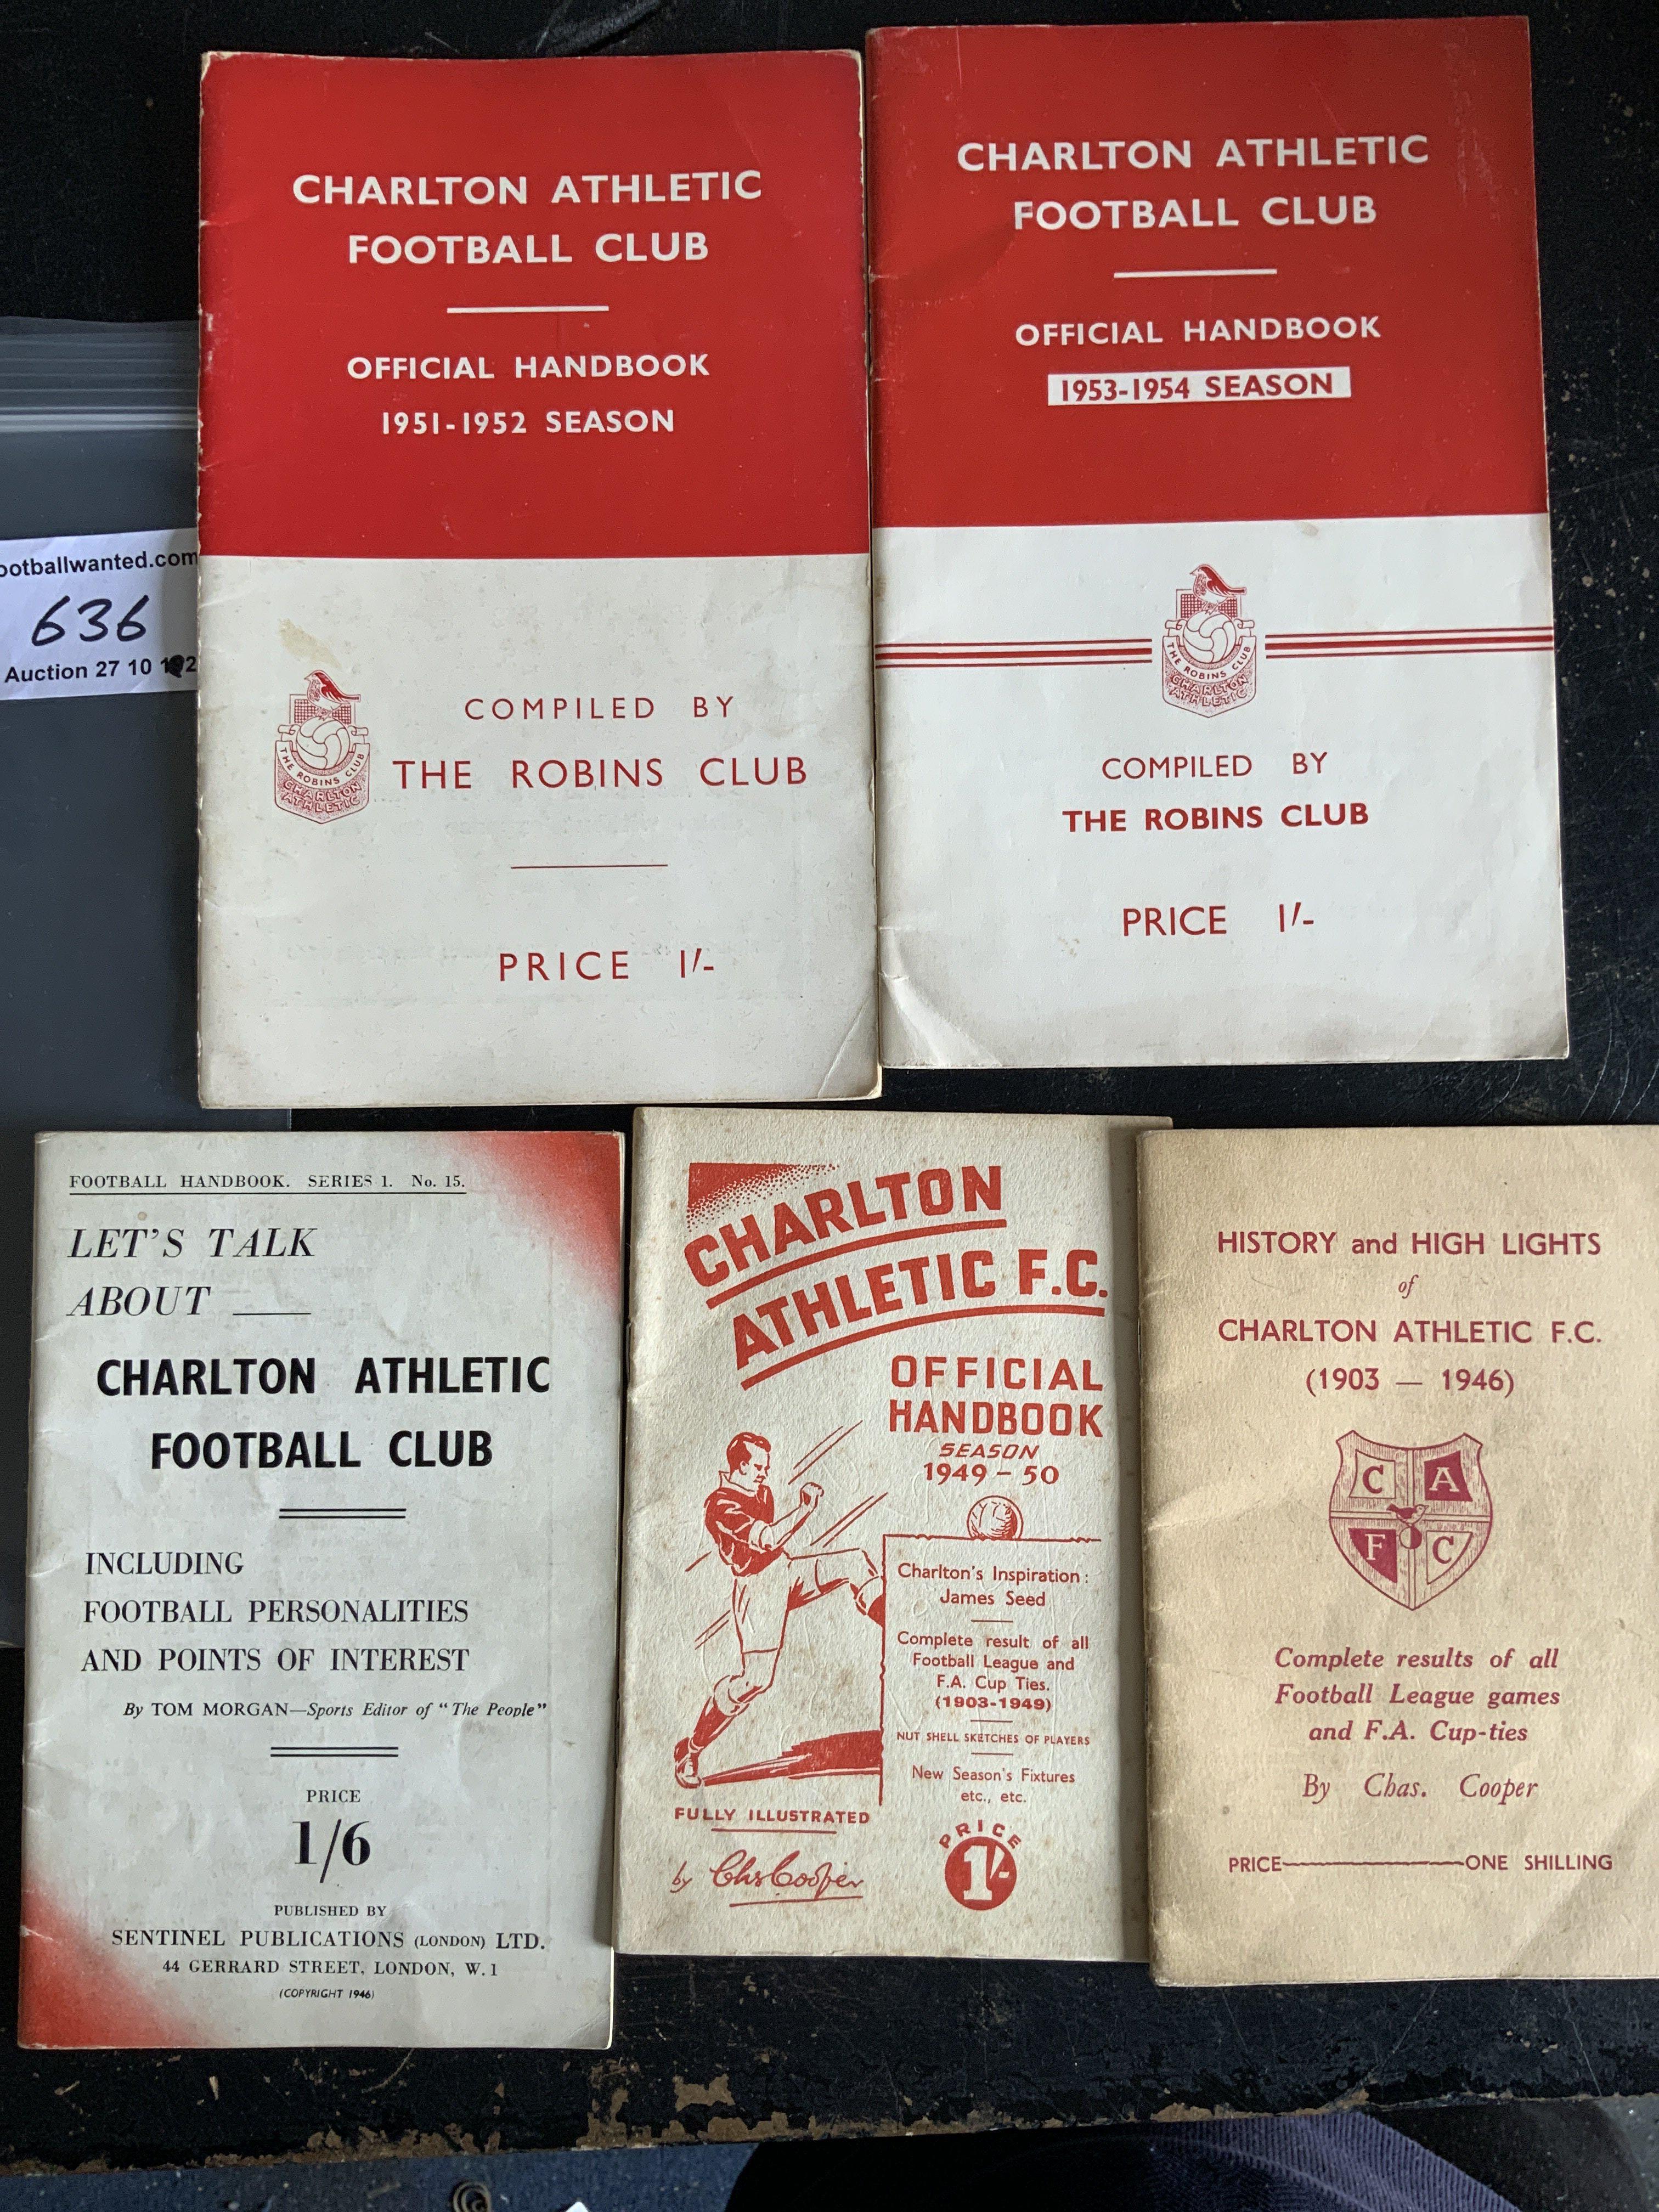 CHARLTON ATHLETIC
FOOTBALL CLUB
OFFICIAL HANDBOOK
1951-1952 SEASON
THE ROBINS CLUB
CHARLTON
ATHLETIC
COMPILED BY
THE ROBINS CLUB
PRICE 1/-
CHARLTON ATHLETIC
FOOTBALL CLUB
OFFICIAL HANDBOOK
1953-1954 SEASON
THE ROBINS CLUB
CHARLTON
ATHLETIC
COMPILED BY
THE ROBINS CLUB
PRICE 1/-
ootballwanted.com
636
Auction 27 10
FOOTBALL HANDBOOK. SERIES 1. No. 15.
LET'S TALK
ABOUT
CHARLTON ATHLETIC
FOOTBALL CLUB
INCLUDING
FOOTBALL PERSONALITIES
AND POINTS OF INTEREST
By TOM MORGAN—Sports Editor of "The People"
PRICE
1/6
PUBLISHED BY
SENTINEL PUBLICATIONS (LONDON) LTD.
44 GERRARD STREET, LONDON, W.1
(COPYRIGHT 1946)
CHARLTON
ATHLETIC F.C.
OFFICIAL
HANDBOOK
SEASON
1949 - 50
Charlton's Inspiration:
James Seed
Complete result of all
Football League and
F.A. Cup Ties.
(1903-1949)
NUT SHELL SKETCHES OF PLAYERS
New Season's Fixtures
etc., etc.
FULLY ILLUSTRATED
by Chs Cooper
PRICE
1/-
HISTORY and HIGH LIGHTS
of
CHARLTON ATHLETIC F.C.
(1903 — 1946)
C A
F C
Complete results of all
Football League games
and F.A. Cup-ties
By Chas. Cooper
PRICE ONE SHILLING